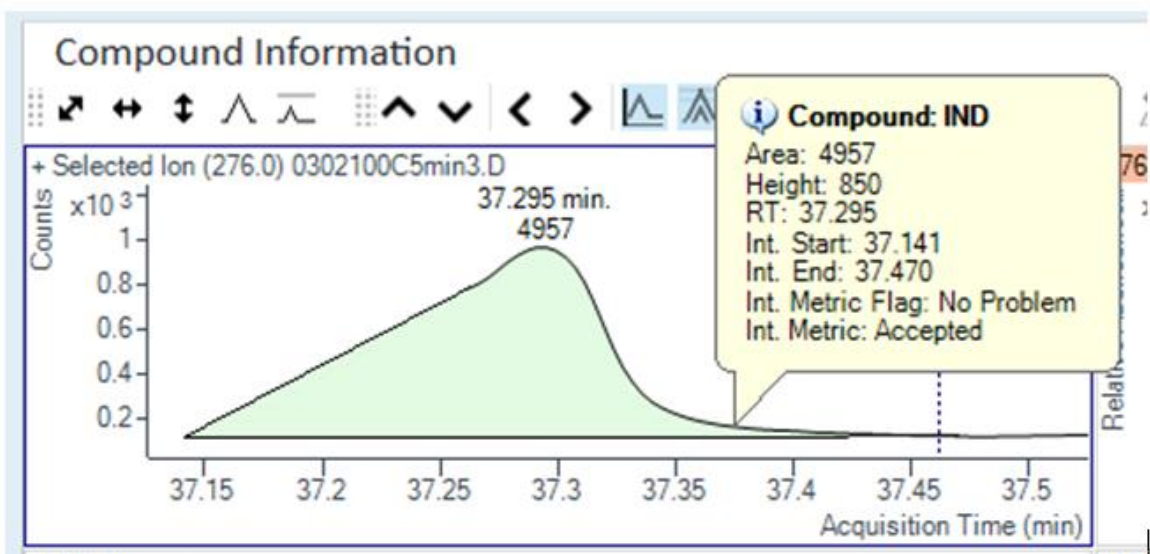 Compound Information
+ Selected Ion (276.0) 0302100C5min3.D
Counts
x10 3
1
0.8
0.6
0.4
0.2
37.295 min.
4957
37.15 37.2 37.25 37.3 37.35 37.4 37.45 37.5
Acquisition Time (min)
Compound: IND
Area: 4957
Height: 850
RT: 37.295
Int. Start: 37.141
Int. End: 37.470
Int. Metric Flag: No Problem
Int. Metric: Accepted
76